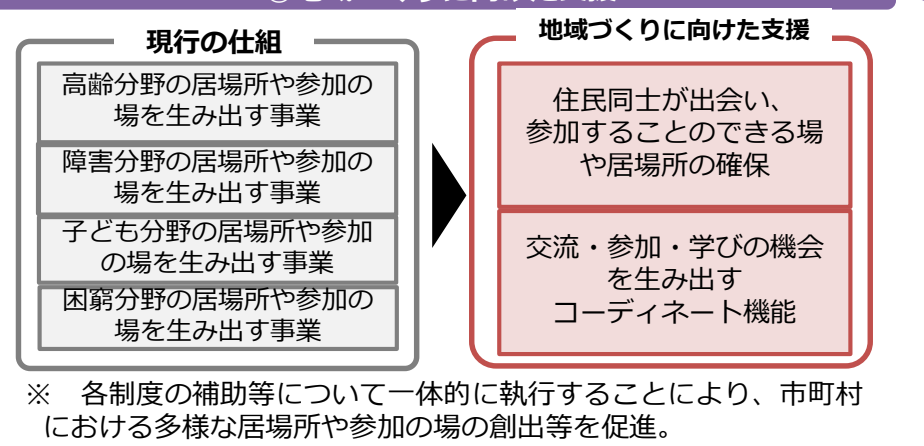 現行の仕組
高齢分野の居場所や参加の
場を生み出す事業
障害分野の居場所や参加の
場を生み出す事業
子ども分野の居場所や参加
の場を生み出す事業
困窮分野の居場所や参加の
場を生み出す事業
地域づくりに向けた支援
住民同士が出会い、
参加することのできる場
や居場所の確保
交流・参加・学びの機会
を生み出す
コーディネート機能
※　各制度の補助等について一体的に執行することにより、市町村
における多様な居場所や参加の場の創出等を促進。